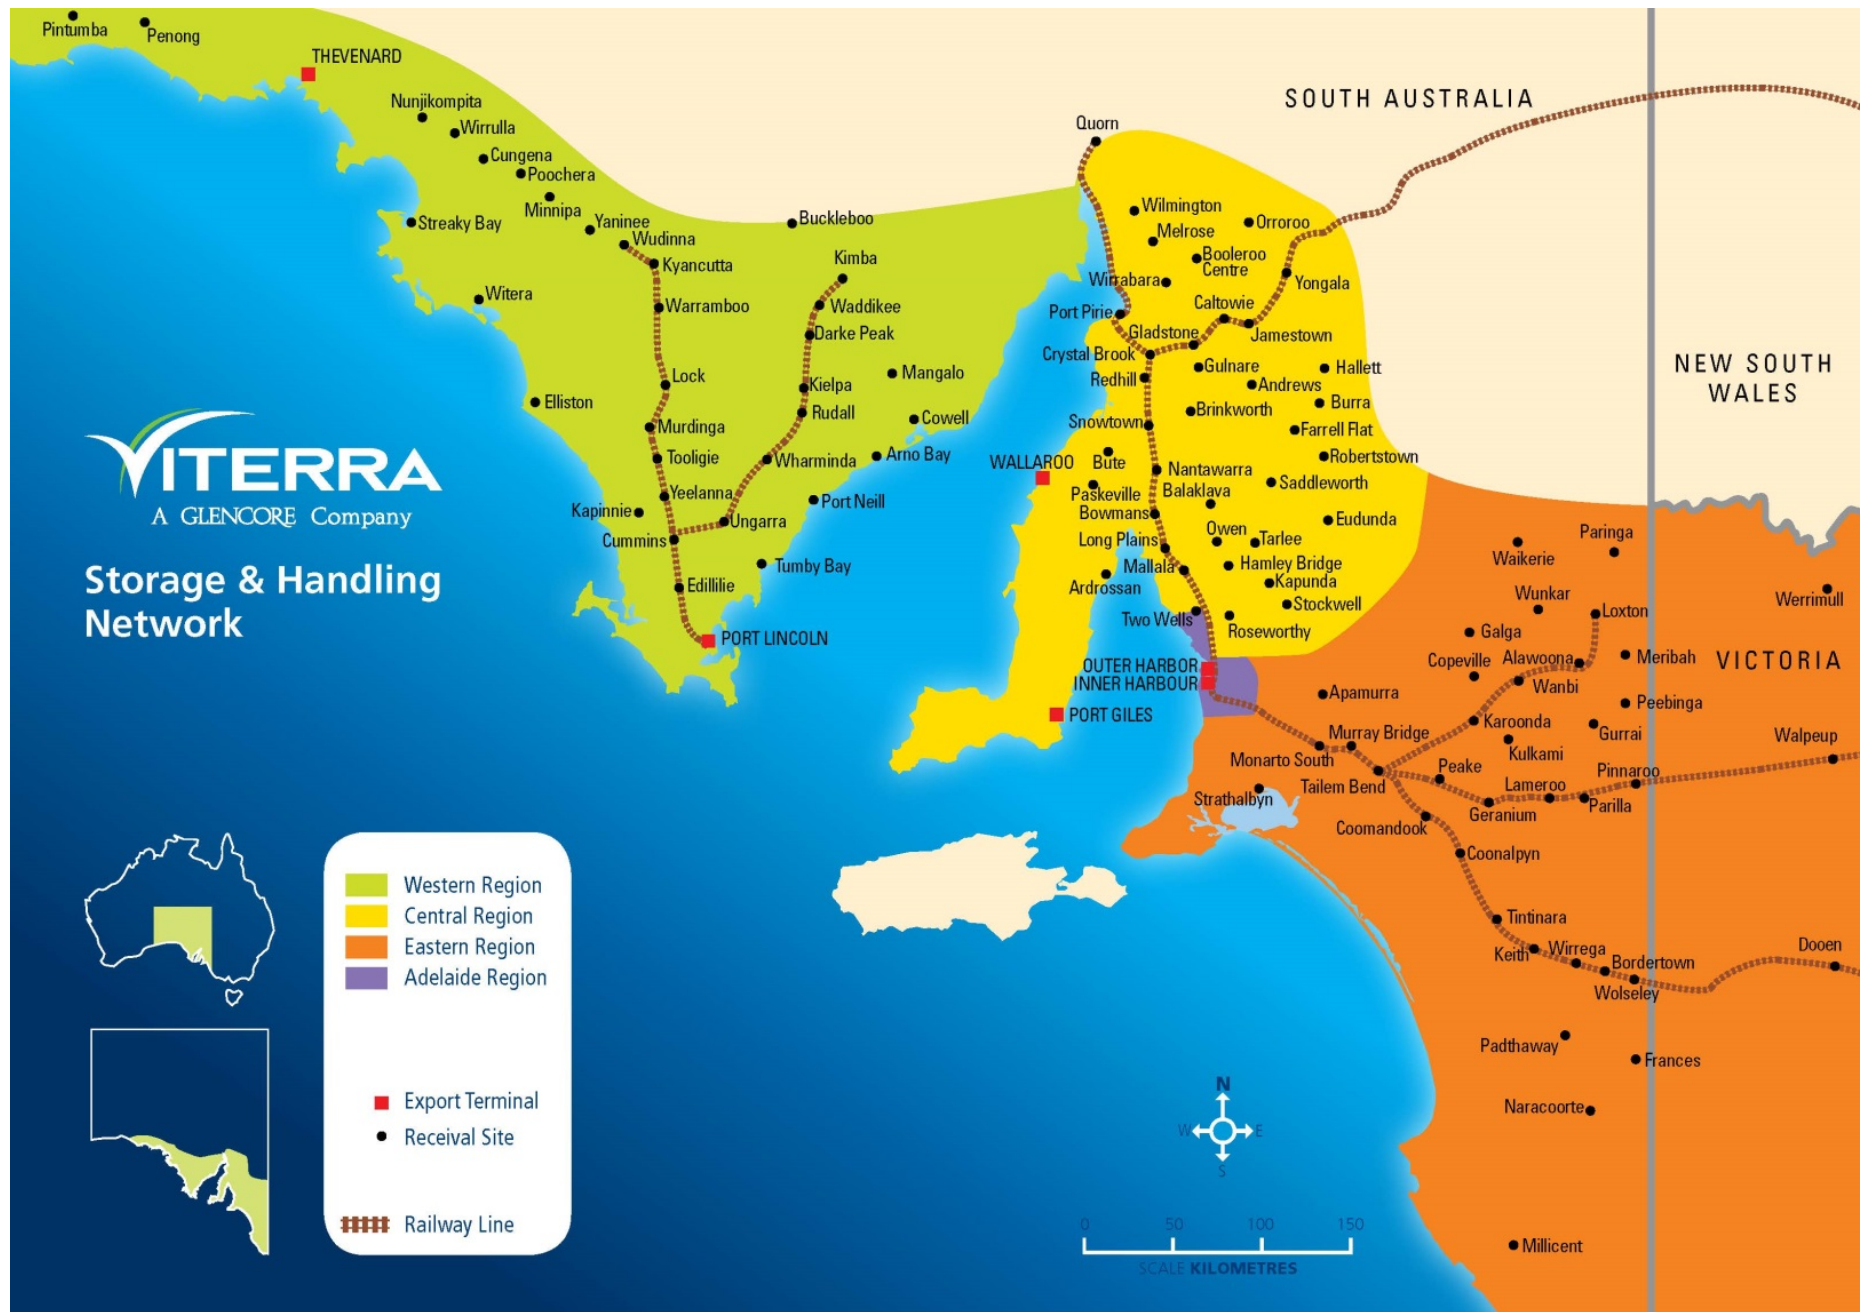 Pintumba
Penong
THEVENARD
Nunjikompita
Wirrulla
Cungena
Poochera
Minnipa
Streaky Bay
Yaninee
Wudinna
Kyancutta
Buckleboo
Kimba
Witera
Warramboo
Waddikee
Darke Peak
Lock
Kielpa
Mangalo
Elliston
Rudall
Cowell
Murdinga
Tooligie
Wharminda
Arno Bay
Yeelanna
Port Neill
Kapinnie
Ungarra
Cummins
Tumby Bay
Edillilie
PORT LINCOLN
SOUTH AUSTRALIA
NEW SOUTH
WALES
VICTORIA
Quorn
Wilmington
Orroroo
Melrose
Booleroo
Centre
Wirrabara
Yongala
Caltowie
Port Pirie
Gladstone
Jamestown
Crystal Brook
Gulnare
Hallett
Redhill
Andrews
Brinkworth
Burra
Snowtown
Farrell Flat
WALLAROO
Bute
Nantawarra
Robertstown
Paskeville
Balaklava
Saddleworth
Bowmans
Owen
Tarlee
Eudunda
Long Plains
Mallala
Hamley Bridge
Ardrossan
Kapunda
Stockwell
Two Wells
Roseworthy
OUTER HARBOR
INNER HARBOUR
PORT GILES
Paringa
Waikerie
Wunkar
Loxton
Werrimull
Galga
Copeville
Alawoona
Meribah
Wanbi
Apamurra
Peebinga
Karoonda
Gurrai
Kulkami
Walpeup
Murray Bridge
Monarto South
Peake
Lameroo
Pinnaroo
Tailem Bend
Strathalbyn
Geranium
Parilla
Coomandook
Coonalpyn
Tintinara
Keith
Wirrega
Bordertown
Dooen
Wolseley
Padthaway
Frances
Naracoorte
Millicent
VITERRA
A GLENCORE Company
Storage & Handling
Network
Western Region
Central Region
Eastern Region
Adelaide Region
Export Terminal
Receival Site
Railway Line
N
W
E
S
0 50 100 150
SCALE KILOMETRES